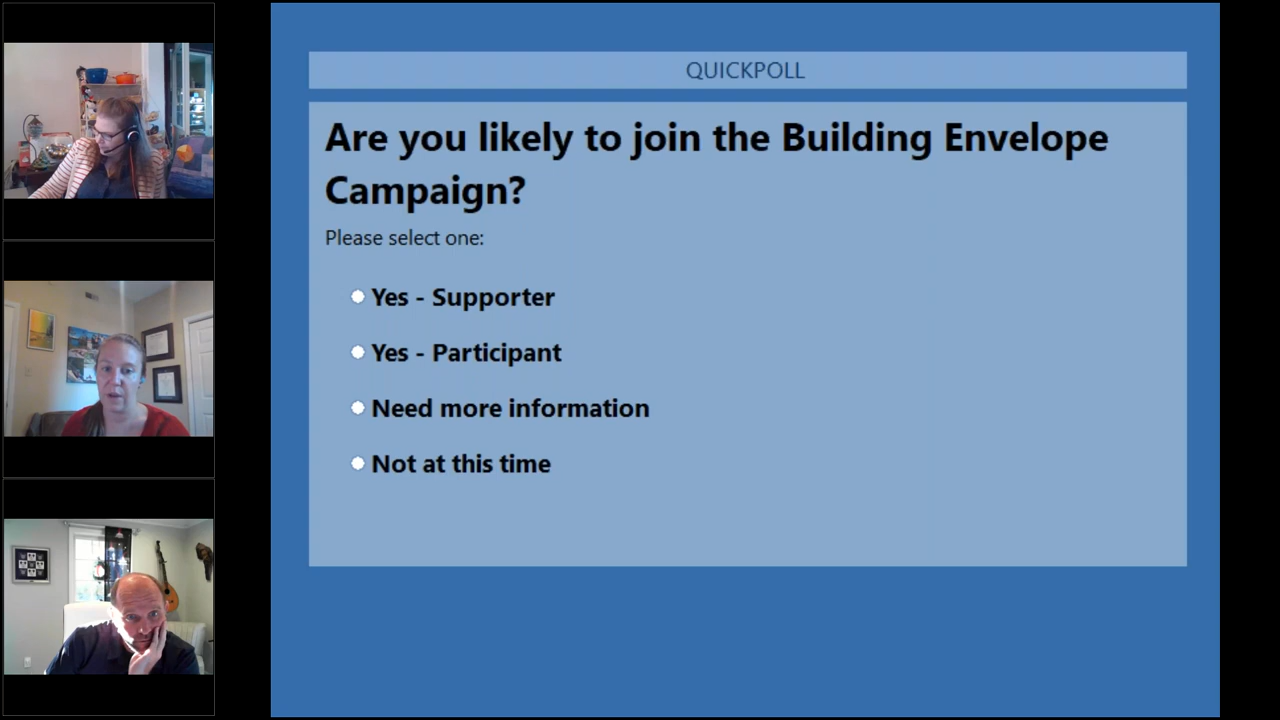 QUICKPOLL
Are you likely to join the Building Envelope
Campaign?
Please select one:
Yes - Supporter
Yes - Participant
Need more information
Not at this time